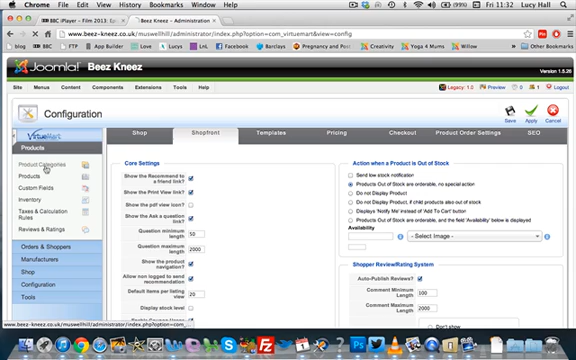 Chrome File Edit View History Bookmarks Window Help
Fri 11:32 Lucy Hall
BBC iPlayer – Film 2013: Ep
Beez Kneez – Administration
www.beez-kneez.co.uk/muswellhill/administrator/index.php?option=com_virtuemart&view=config
BT FTP Builder Love Gmail Barclays Pregnancy and Positive Yoga 4 Mums Willow Other Bookmarks
Joomla! Beez Kneez
Version 1.5.26
Site Menus Content Components Extensions Tools Help
Legacy: 1.0 Preview 0 1 Logout
Configuration
Save Apply Cancel
VirtueMart
Products
Product Categories
Products
Custom Fields
Inventory
Taxes & Calculation
Rules
Reviews & Ratings
Orders & Shoppers
Manufacturers
Shop
Configuration
Tools
Shop Shopfront Templates Pricing Checkout Product Order Settings SEO
Core Settings
Show the Recommend to
a friend link?
Show the Print View link?
Show the pdf view icon?
Show the Ask a question
link?
Question minimum
length 50
Question maximum
length 2000
Show the product
navigation?
Allow non logged to send
recommendation
Default items per listing
view 20
Display stock level
Action when a Product is Out of Stock
Send low stock notification
Products Out of Stock are orderable, no special action
Do not Display Product
Do not Display Product, if child products also out of stock
Displays 'Notify Me' instead of 'Add To Cart' button
Products Out of Stock are orderable, and the field 'Availability' below is displayed
Availability
- Select Image -
Shopper Review/Rating System
Auto-Publish Reviews?
Comment Minimum
Length 100
Comment Maximum
Length 2000
Don't show
www.beez-kneez.co.uk/muswellhill/administrator/index.php?option=com_...